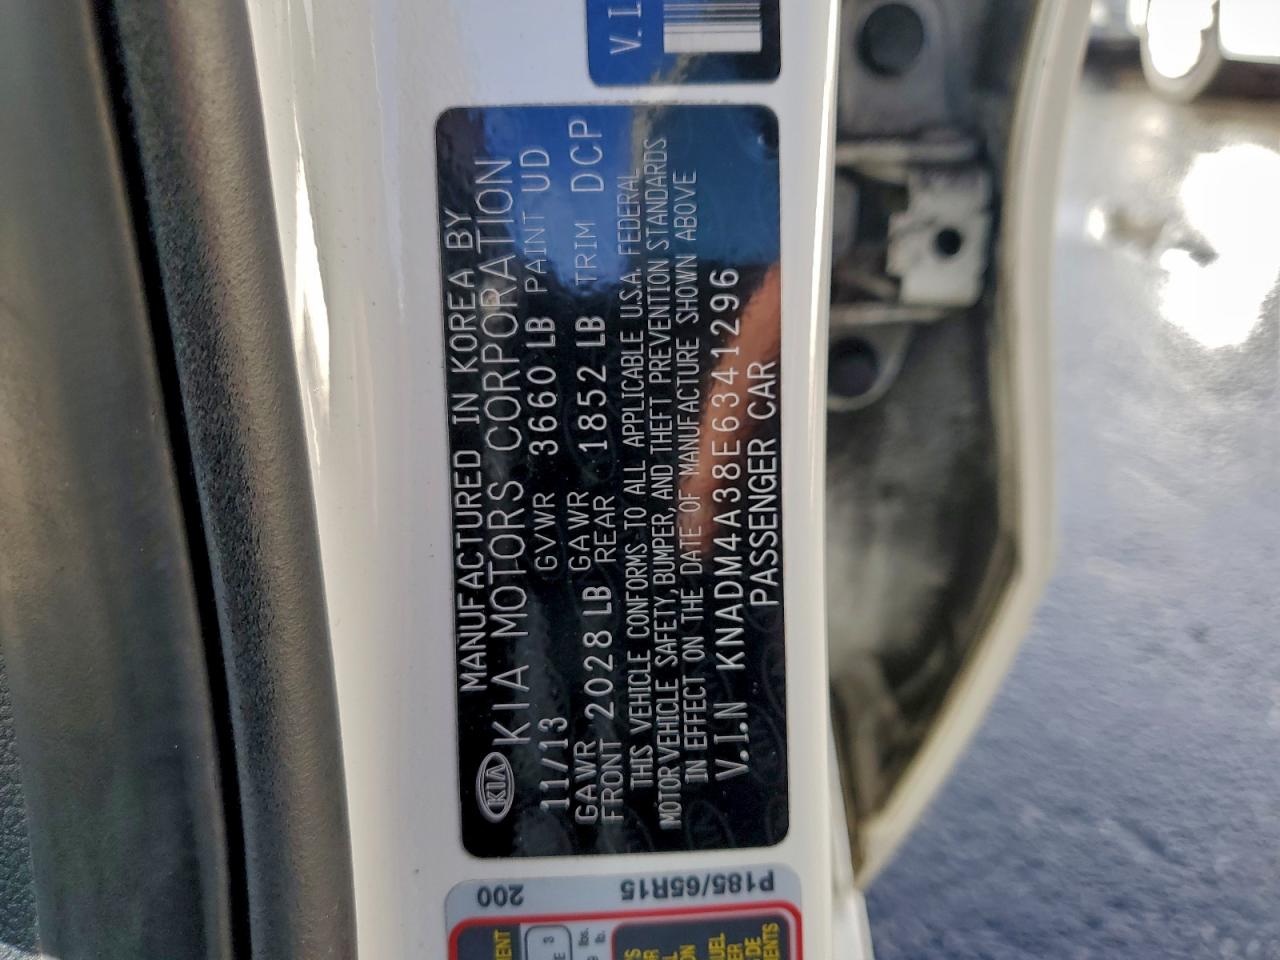 V.I
MANUFACTURED IN KOREA BY
KIA KIA MOTORS CORPORATION
11/13 GVWR 3660 LB PAINT UD
GAWR FRONT 2028 LB GAWR REAR 1852 LB TRIM DCP
THIS VEHICLE CONFORMS TO ALL APPLICABLE U.S.A. FEDERAL
MOTOR VEHICLE SAFETY, BUMPER, AND THEFT PREVENTION STANDARDS
IN EFFECT ON THE DATE OF MANUFACTURE SHOWN ABOVE
V.I.N KNADM4A38E6341296
PASSENGER CAR
200
P185/65R15